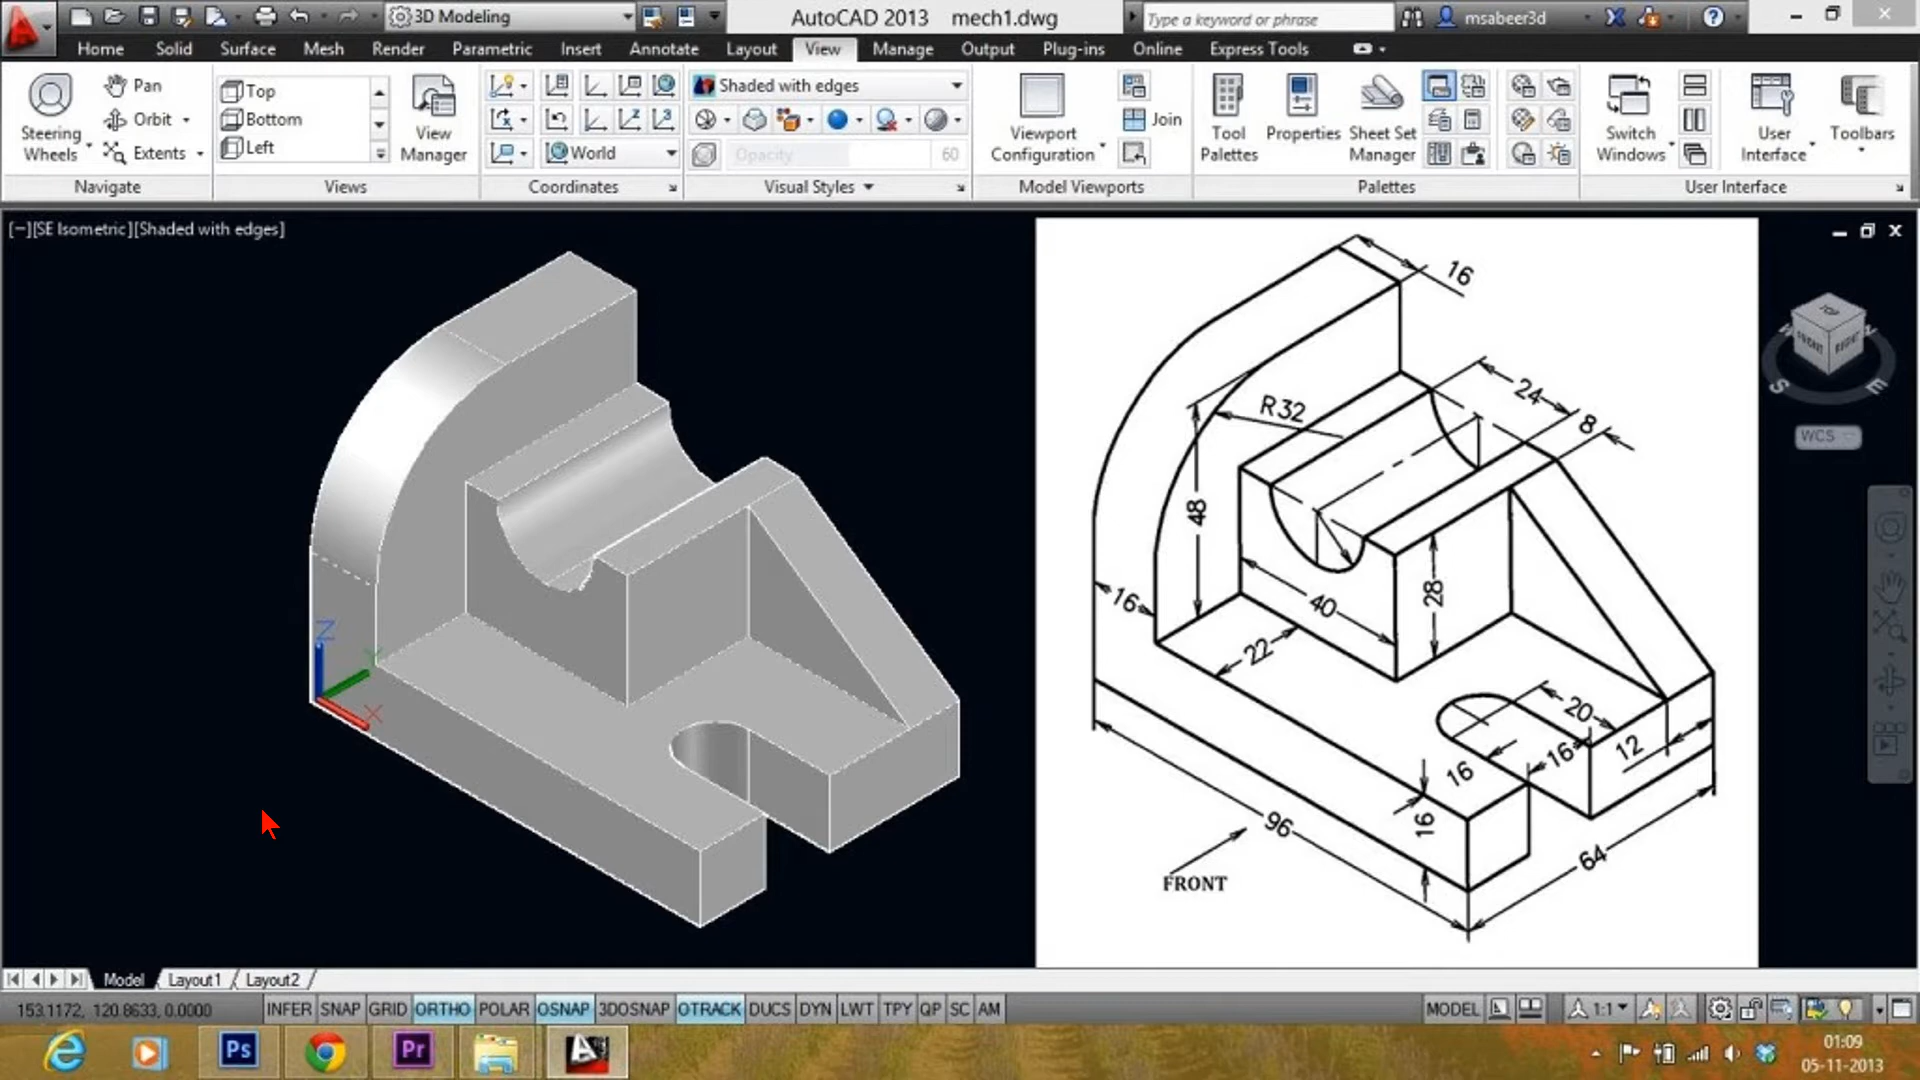 3D Modeling
AutoCAD 2013 mech1.dwg
Type a keyword or phrase
msabeer3d
Home Solid Surface Mesh Render Parametric Insert Annotate Layout View Manage Output Plug-ins Online Express Tools
Steering Wheels
Pan
Orbit
Extents
Navigate
Top
Bottom
Left
View Manager
Views
World
Coordinates
Shaded with edges
Opacity 60
Visual Styles
Viewport Configuration
Join
Model Viewports
Tool Palettes
Properties
Sheet Set Manager
Palettes
Switch Windows
User Interface
Toolbars
User Interface
[−][SE Isometric][Shaded with edges]
Z
Y
X
16
24
8
R32
48
16
40
28
22
20
16
16
12
16
96
64
FRONT
TOP
FRONT
RIGHT
S
E
WCS
Model Layout1 Layout2
153.1172, 120.8633, 0.0000
INFER SNAP GRID ORTHO POLAR OSNAP 3DOSNAP OTRACK DUCS DYN LWT TPY QP SC AM
MODEL
1:1
Ps
Pr
01:09
05-11-2013